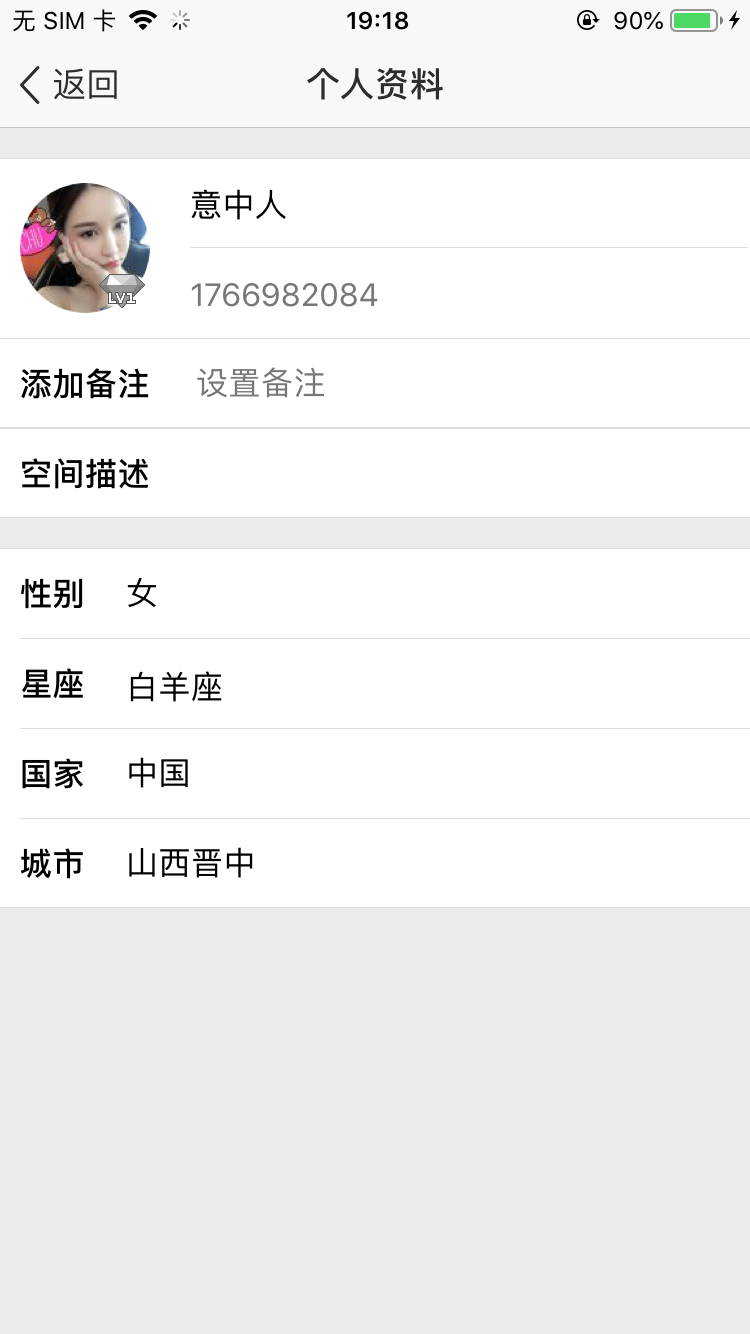 无 SIM 卡 19:18 90%
返回 个人资料
意中人
CHU
LV1
1766982084
添加备注 设置备注
空间描述
性别 女
星座 白羊座
国家 中国
城市 山西晋中